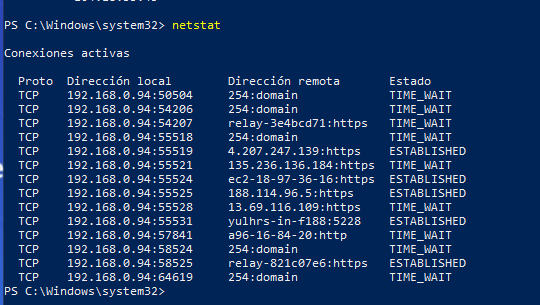 PS C:\Windows\system32> netstat
Conexiones activas
Proto  Dirección local          Dirección remota       Estado
TCP    192.168.0.94:50504     254:domain             TIME_WAIT
TCP    192.168.0.94:54206     254:domain             TIME_WAIT
TCP    192.168.0.94:54207     relay-3e4bcd71:https   TIME_WAIT
TCP    192.168.0.94:55518     254:domain             TIME_WAIT
TCP    192.168.0.94:55519     4.207.247.139:https    ESTABLISHED
TCP    192.168.0.94:55521     135.236.136.184:https  TIME_WAIT
TCP    192.168.0.94:55524     ec2-18-97-36-16:https  ESTABLISHED
TCP    192.168.0.94:55525     188.114.96.5:https     ESTABLISHED
TCP    192.168.0.94:55528     13.69.116.109:https    TIME_WAIT
TCP    192.168.0.94:55531     yulhrs-in-f188:5228    ESTABLISHED
TCP    192.168.0.94:57841     a96-16-84-20:http      TIME_WAIT
TCP    192.168.0.94:58524     254:domain             TIME_WAIT
TCP    192.168.0.94:58525     relay-821c07e6:https   ESTABLISHED
TCP    192.168.0.94:64619     254:domain             TIME_WAIT
PS C:\Windows\system32>